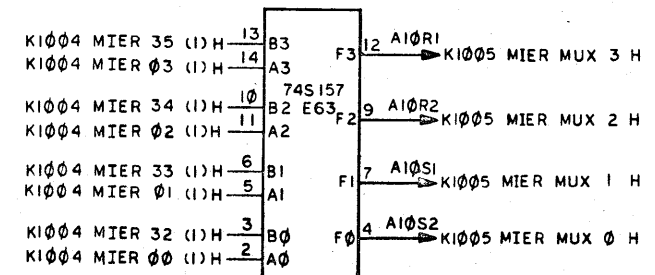 K1ØØ4 MIER 35 (1) H 13 B3
F3 12 A1ØR1 K1ØØ5 MIER MUX 3 H
K1ØØ4 MIER Ø3 (1) H 14 A3
74S157
K1ØØ4 MIER 34 (1) H 1Ø B2 E63
F2 9 A1ØR2 K1ØØ5 MIER MUX 2 H
K1ØØ4 MIER Ø2 (1) H 11 A2
K1ØØ4 MIER 33 (1) H 6 B1
F1 7 A1ØS1 K1ØØ5 MIER MUX 1 H
K1ØØ4 MIER Ø1 (1) H 5 A1
K1ØØ4 MIER 32 (1) H 3 BØ
FØ 4 A1ØS2 K1ØØ5 MIER MUX Ø H
K1ØØ4 MIER ØØ (1) H 2 AØ